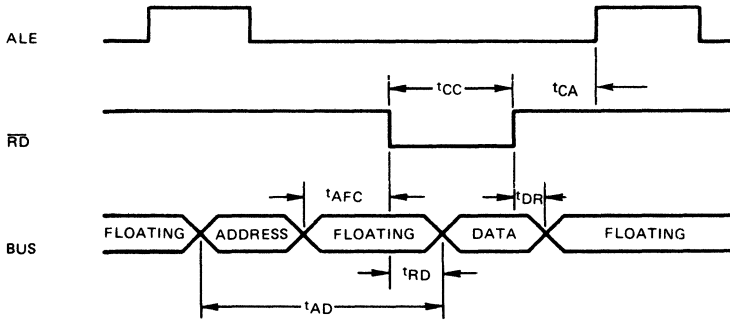 ALE
tCC
tCA
RD
tAFC
tDR
BUS
FLOATING ADDRESS FLOATING DATA FLOATING
tRD
tAD